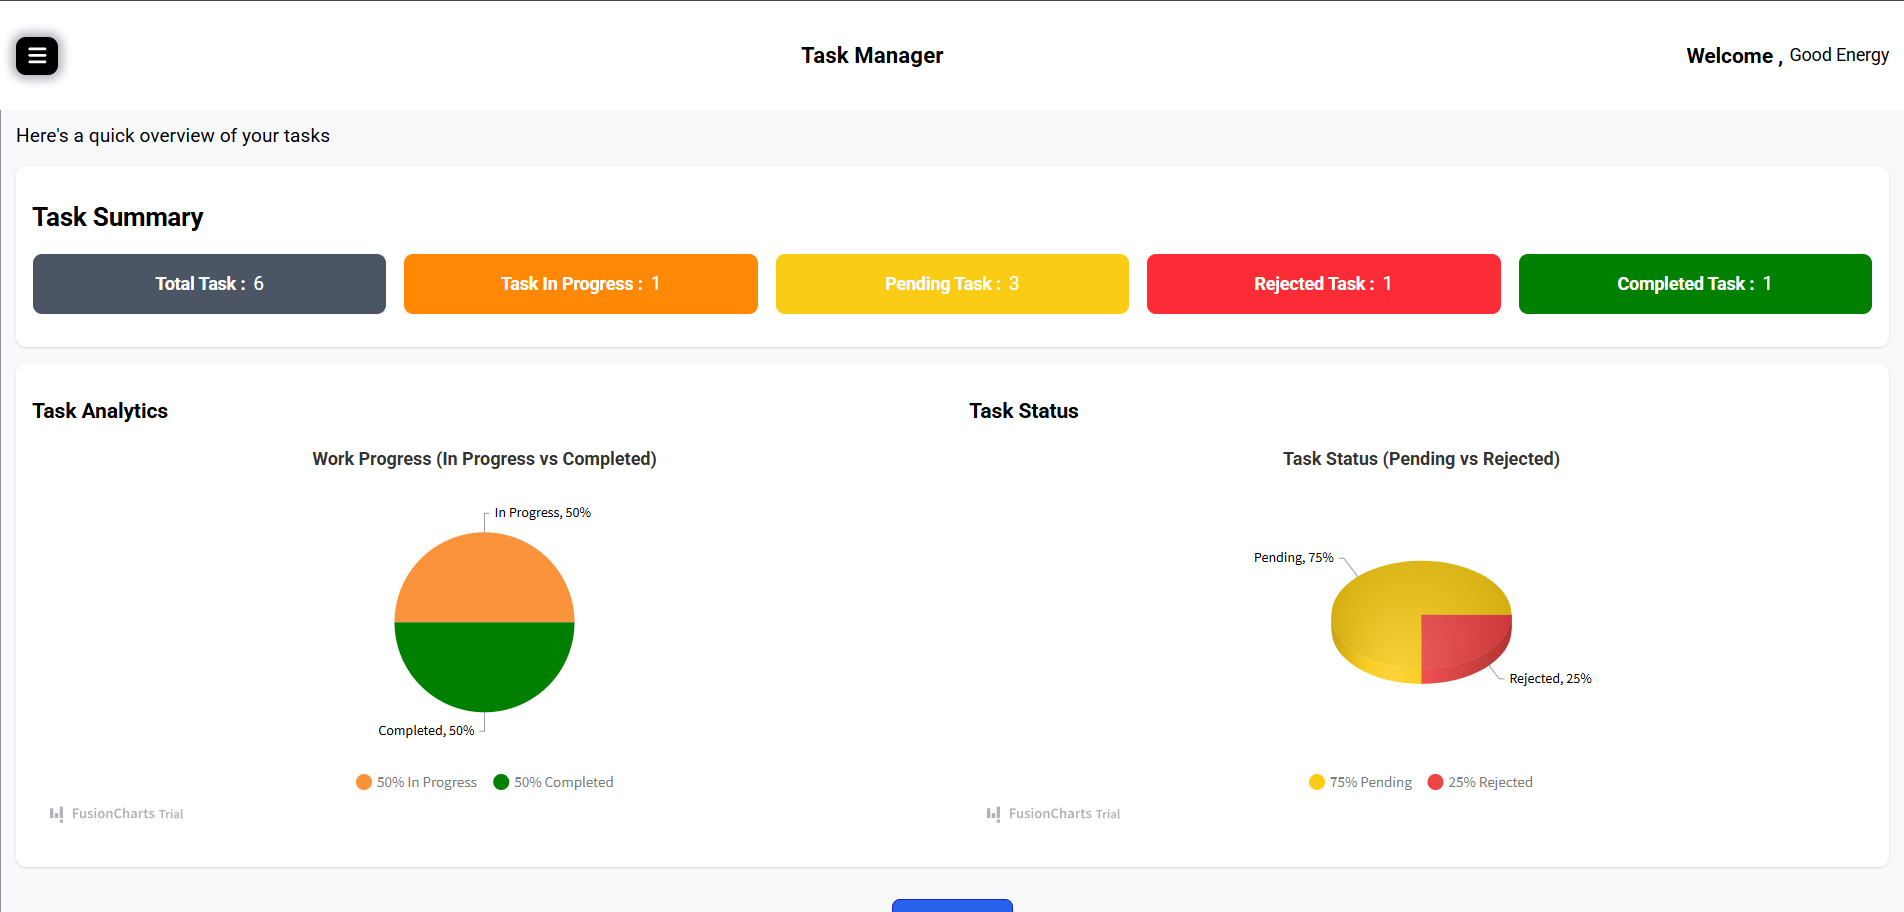 Task Manager
Welcome , Good Energy
Here's a quick overview of your tasks
Task Summary
Total Task : 6
Task In Progress : 1
Pending Task : 3
Rejected Task : 1
Completed Task : 1
Task Analytics
Work Progress (In Progress vs Completed)
In Progress, 50%
Completed, 50%
50% In Progress
50% Completed
FusionCharts Trial
Task Status
Task Status (Pending vs Rejected)
Pending, 75%
Rejected, 25%
75% Pending
25% Rejected
FusionCharts Trial